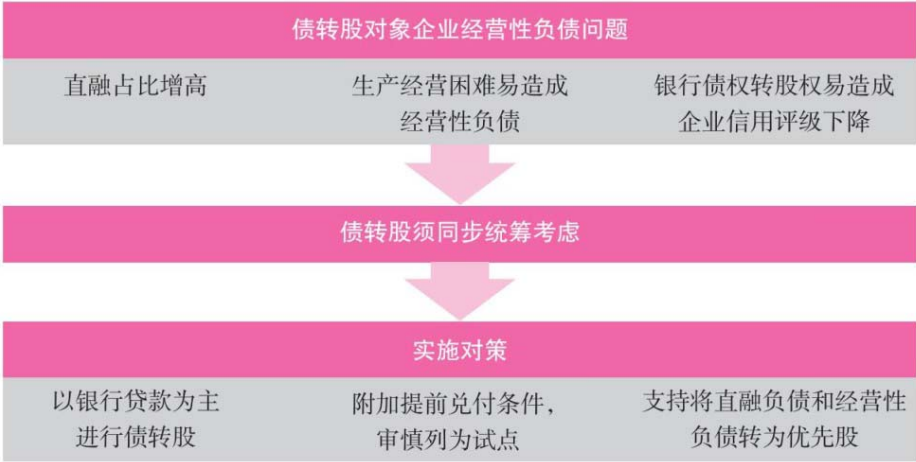 债转股对象企业经营性负债问题
直融占比增高
生产经营困难易造成
经营性负债
银行债权转股权易造成
企业信用评级下降
债转股须同步统筹考虑
实施对策
以银行贷款为主
进行债转股
附加提前兑付条件，
审慎列为试点
支持将直融负债和经营性
负债转为优先股